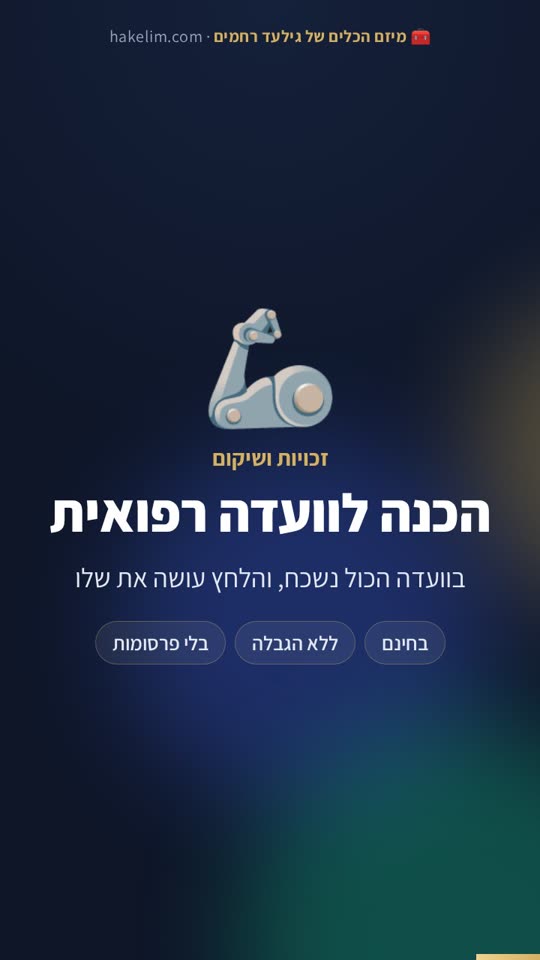 🧰 מיזם הכלים של גילעד רחמים · hakelim.com
זכויות ושיקום
הכנה לוועדה רפואית
בוועדה הכול נשכח, והלחץ עושה את שלו
בחינם
ללא הגבלה
בלי פרסומות